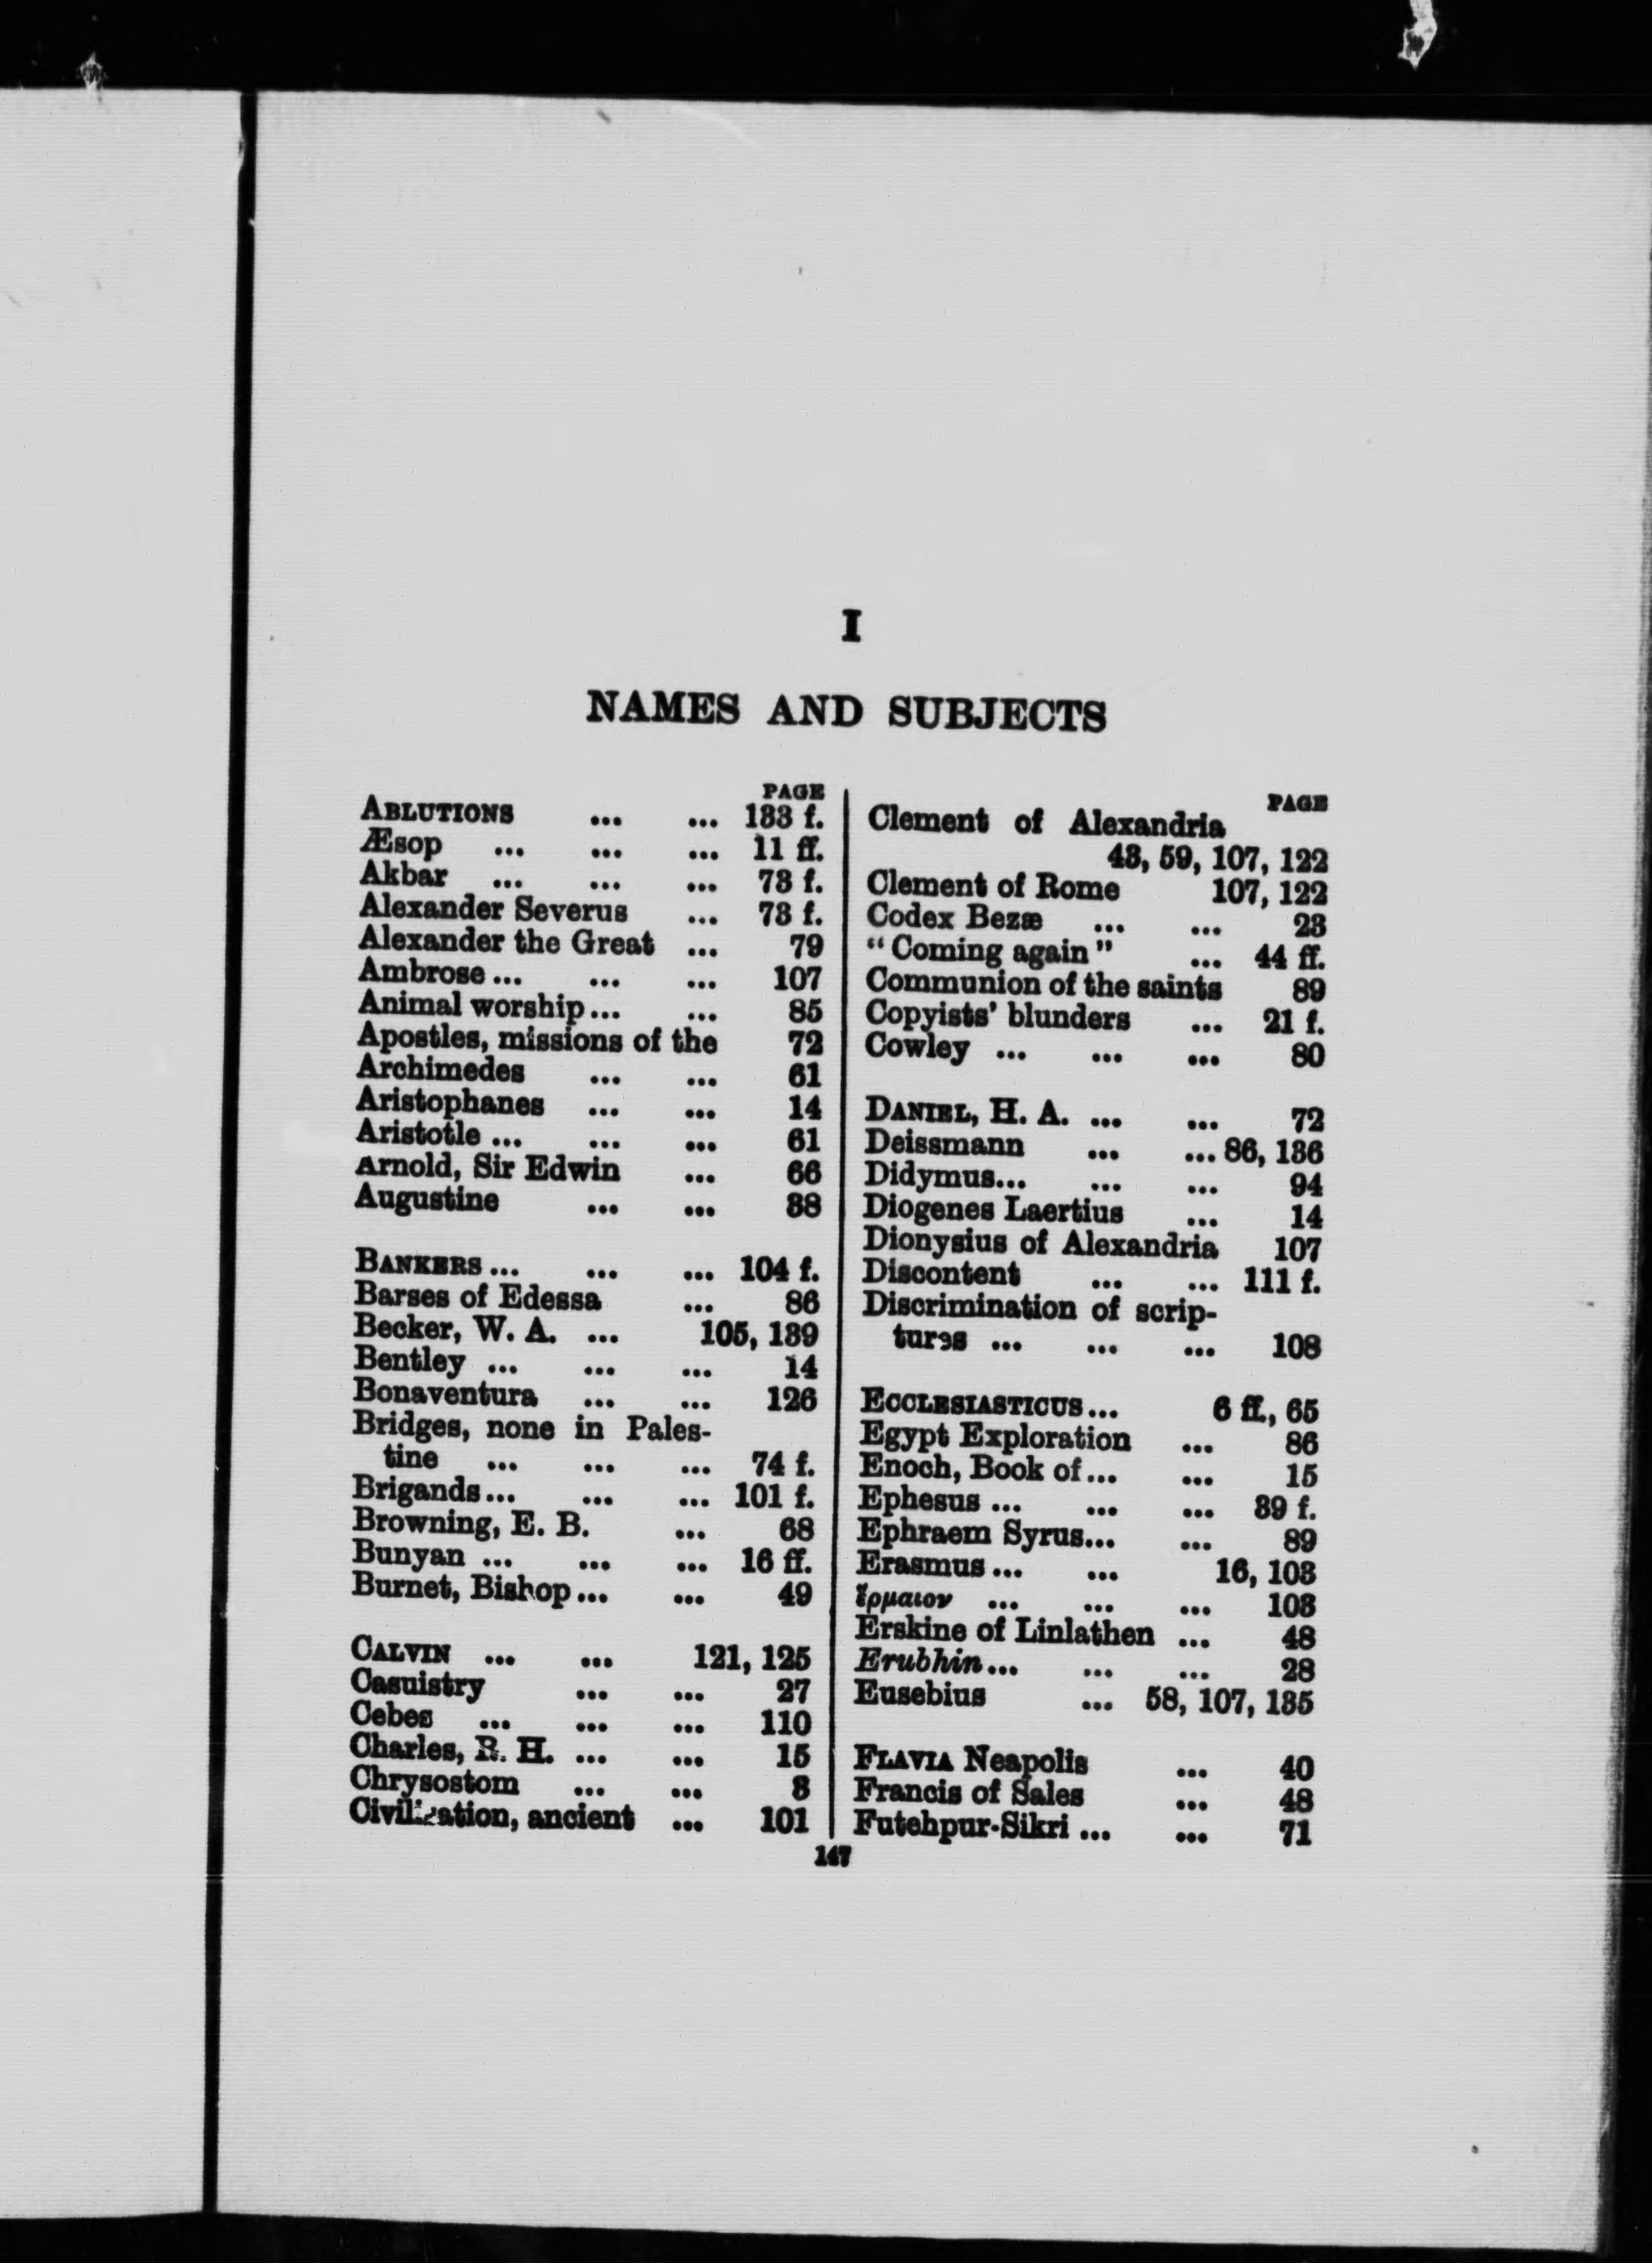 I
NAMES AND SUBJECTS
PAGE
ABLUTIONS ... ... 133 f.
Æsop ... ... ... 11 ff.
Akbar ... ... ... 73 f.
Alexander Severus ... 73 f.
Alexander the Great ... 79
Ambrose ... ... ... 107
Animal worship ... ... 85
Apostles, missions of the 72
Archimedes ... ... 61
Aristophanes ... ... 14
Aristotle ... ... ... 61
Arnold, Sir Edwin ... 66
Augustine ... ... 38
BANKERS ... ... ... 104 f.
Barses of Edessa ... 86
Becker, W. A. ... 105, 139
Bentley ... ... ... 14
Bonaventura ... ... 126
Bridges, none in Pales-
tine ... ... ... 74 f.
Brigands ... ... ... 101 f.
Browning, E. B. ... 68
Bunyan ... ... ... 16 ff.
Burnet, Bishop ... ... 49
CALVIN ... ... 121, 125
Casuistry ... ... 27
Cebes ... ... ... 110
Charles, R. H. ... ... 15
Chrysostom ... ... 3
Civilization, ancient ... 101
PAGE
Clement of Alexandria
43, 59, 107, 122
Clement of Rome 107, 122
Codex Bezæ ... ... 23
"Coming again" ... 44 ff.
Communion of the saints 89
Copyists' blunders ... 21 f.
Cowley ... ... ... 80
DANIEL, H. A. ... ... 72
Deissmann ... ... 86, 136
Didymus ... ... ... 94
Diogenes Laertius ... 14
Dionysius of Alexandria 107
Discontent ... ... 111 f.
Discrimination of scrip-
tures ... ... ... 108
ECCLESIASTICUS ... 6 ff., 65
Egypt Exploration ... 86
Enoch, Book of ... ... 15
Ephesus ... ... ... 39 f.
Ephraem Syrus ... ... 89
Erasmus ... ... 16, 103
ἕρμαιον ... ... ... 103
Erskine of Linlathen ... 48
Erubhin ... ... ... 28
Eusebius ... 58, 107, 135
FLAVIA Neapolis ... 40
Francis of Sales ... 48
Futehpur-Sikri ... ... 71
147